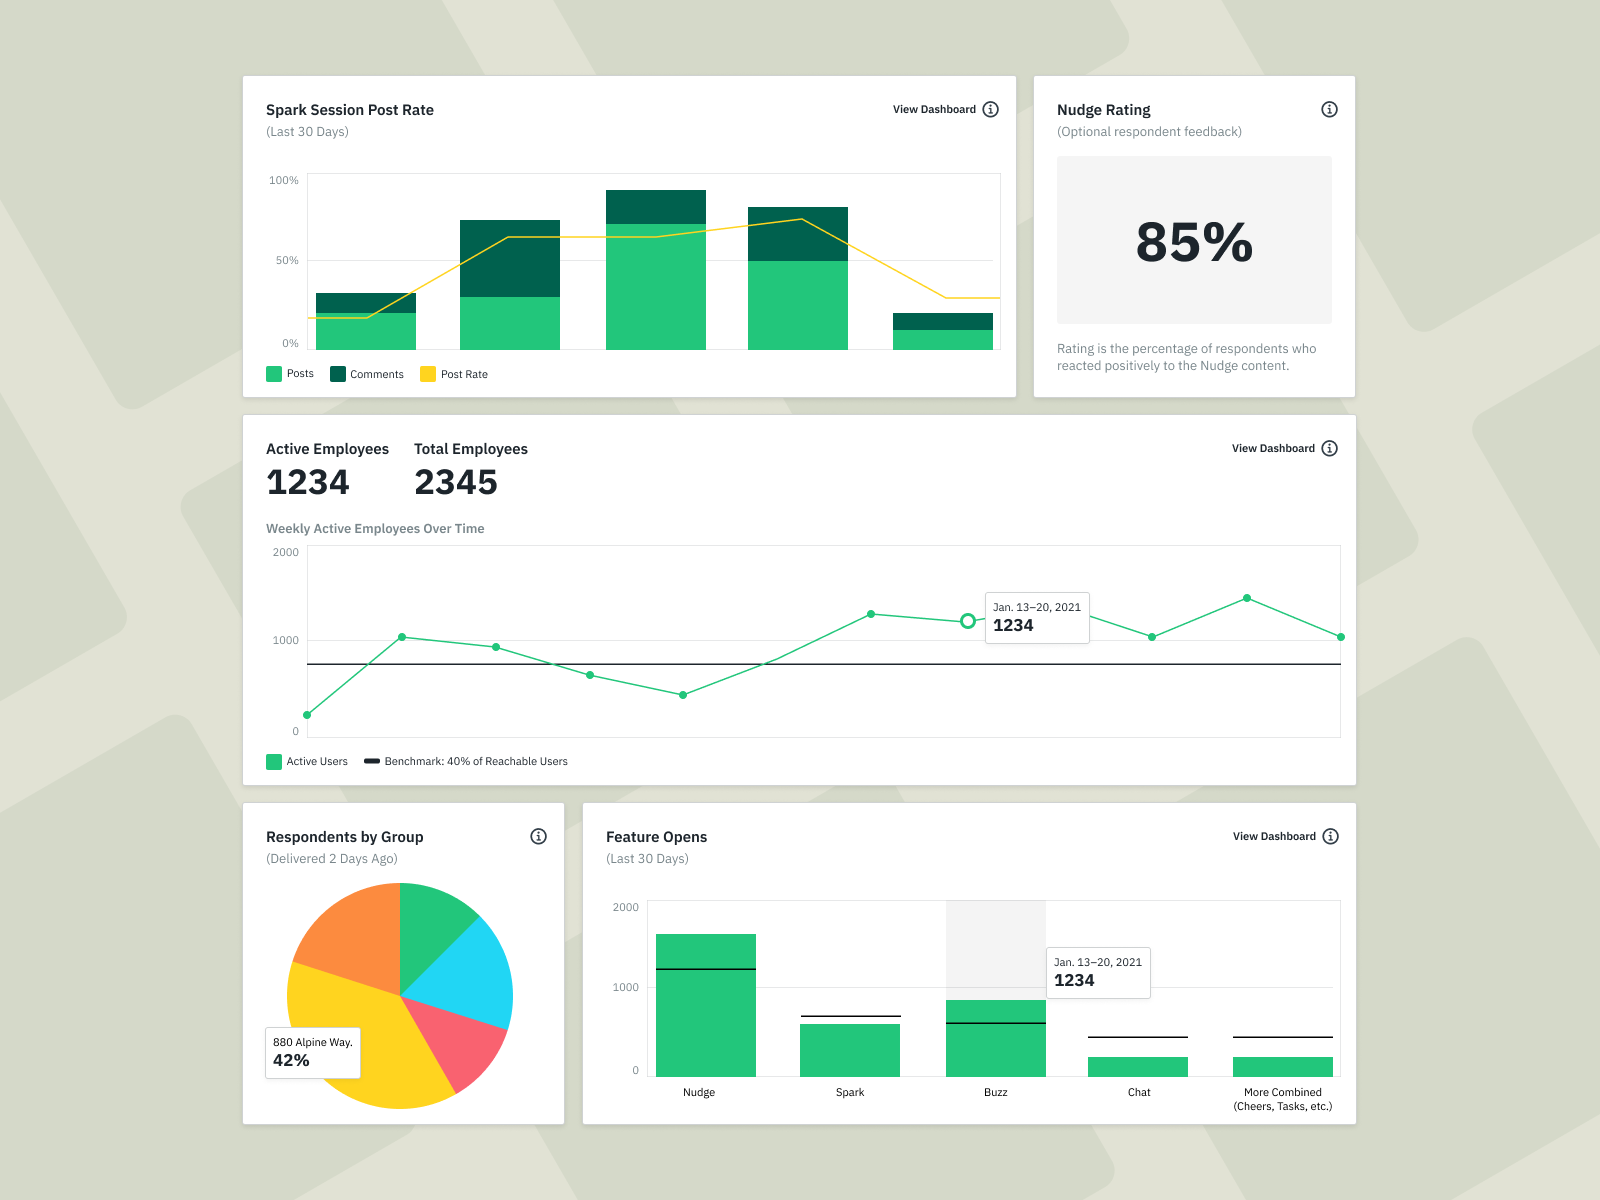 Spark Session Post Rate
View Dashboard
(Last 30 Days)
100%
50%
0%
Posts
Comments
Post Rate
Nudge Rating
(Optional respondent feedback)
85%
Rating is the percentage of respondents who
reacted positively to the Nudge content.
Active Employees
1234
Total Employees
2345
View Dashboard
Weekly Active Employees Over Time
2000
1000
0
Jan. 13–20, 2021
1234
Active Users
Benchmark: 40% of Reachable Users
Respondents by Group
(Delivered 2 Days Ago)
880 Alpine Way.
42%
Feature Opens
View Dashboard
(Last 30 Days)
2000
1000
0
Jan. 13–20, 2021
1234
Nudge
Spark
Buzz
Chat
More Combined
(Cheers, Tasks, etc.)